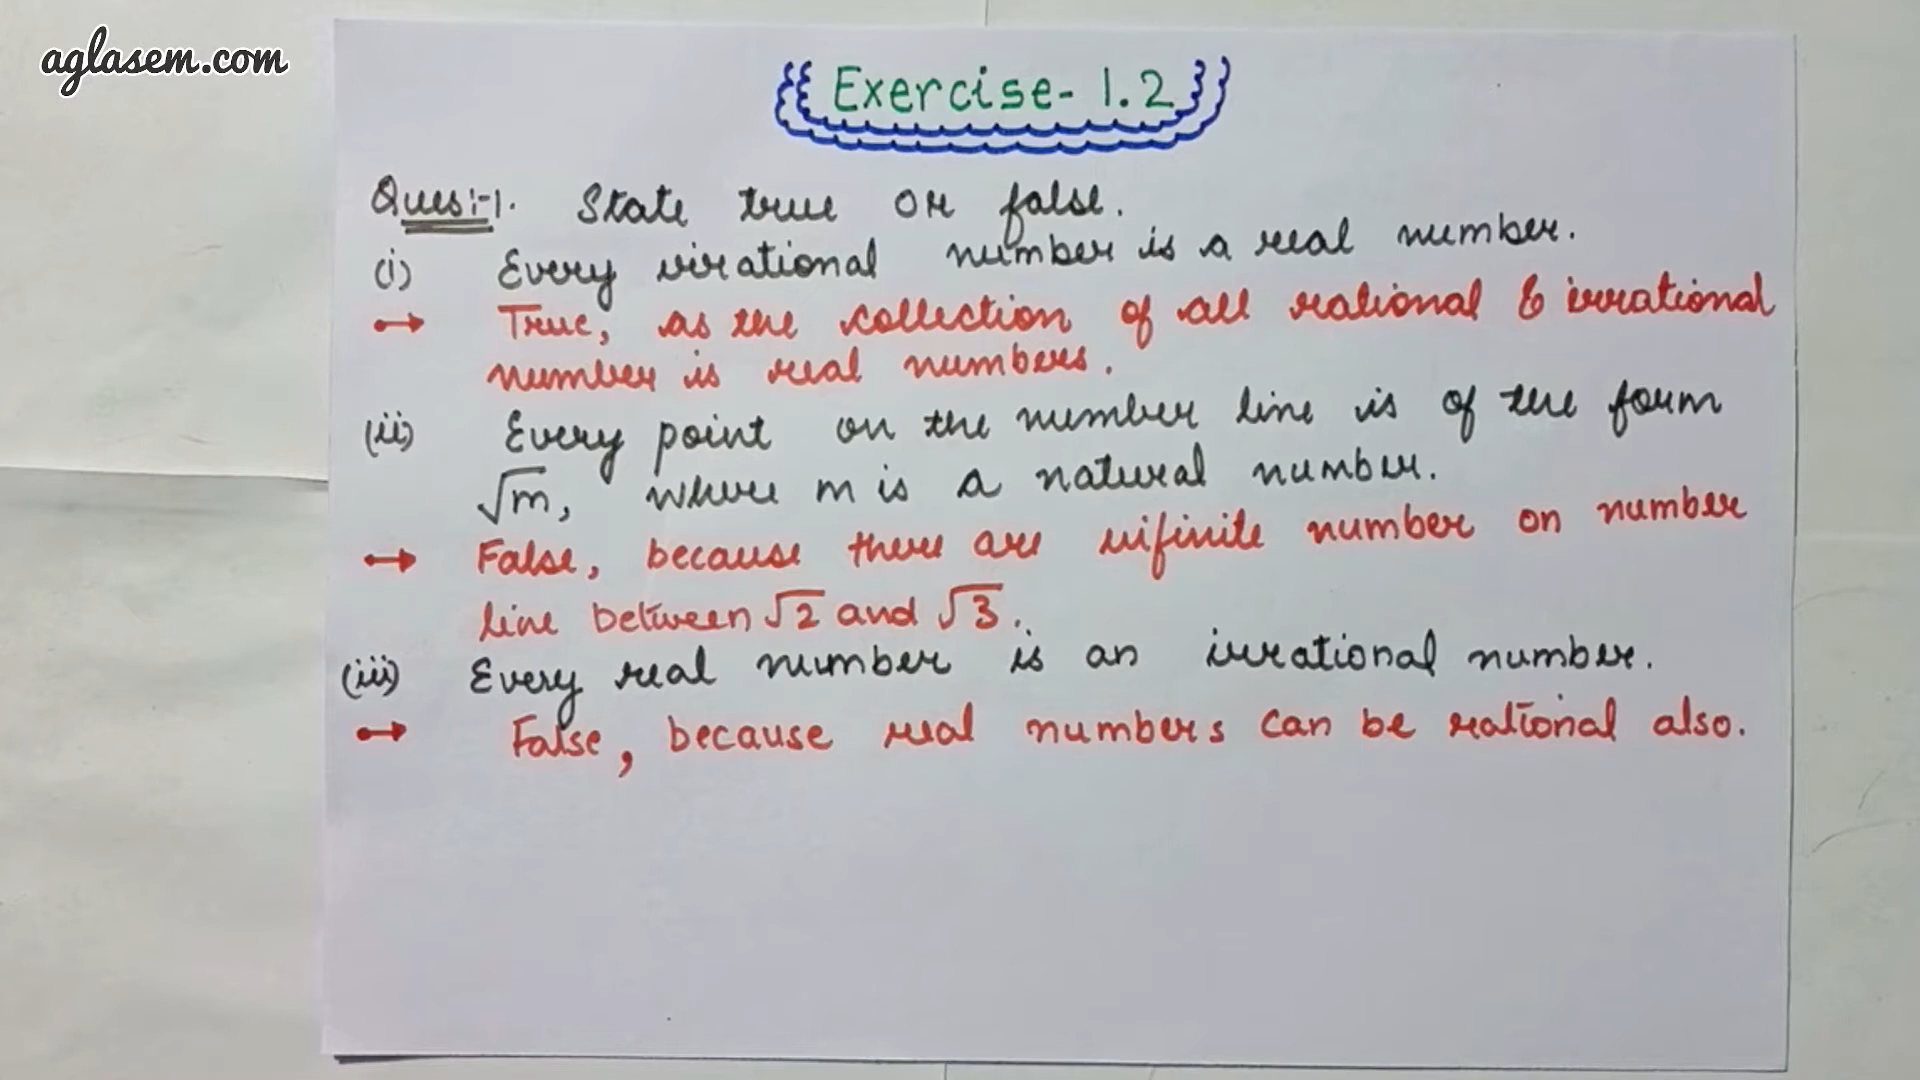 aglasem.com
Exercise- 1.2
Ques:-1. State true or false.
(i) Every irrational number is a real number.
True, as the collection of all rational & irrational
number is real numbers.
(ii) Every point on the number line is of the form
√m, where m is a natural number.
False, because there are infinite number on number
line between √2 and √3.
(iii) Every real number is an irrational number.
False, because real numbers can be rational also.